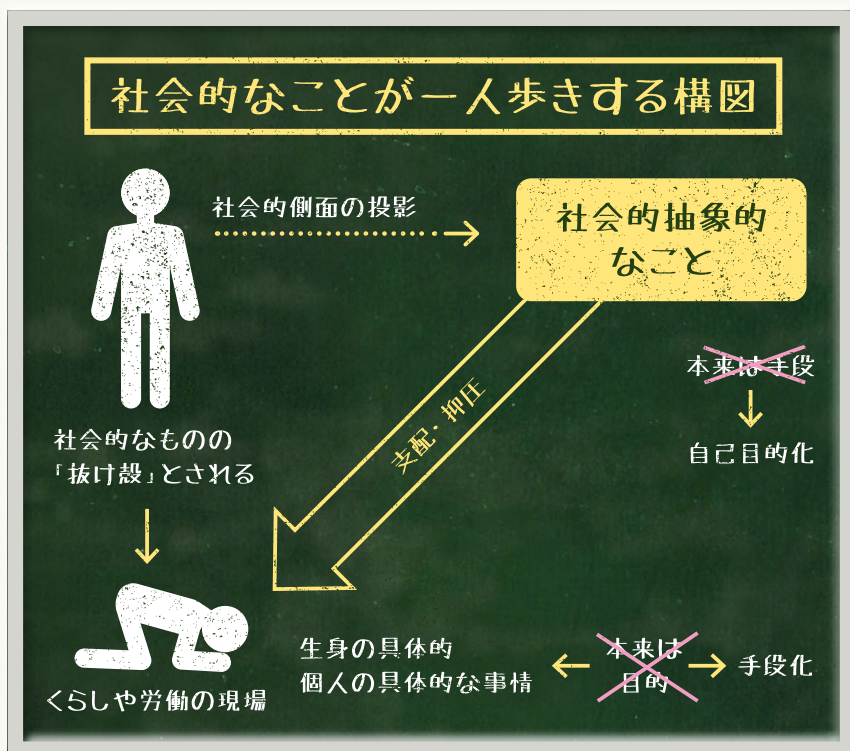 社会的なことが一人歩きする構図
社会的側面の投影
社会的抽象的
なこと
本来は手段
自己目的化
支配・抑圧
社会的なものの
「抜け殻」とされる
くらしや労働の現場
生身の具体的
個人の具体的な事情
本来は
目的
手段化